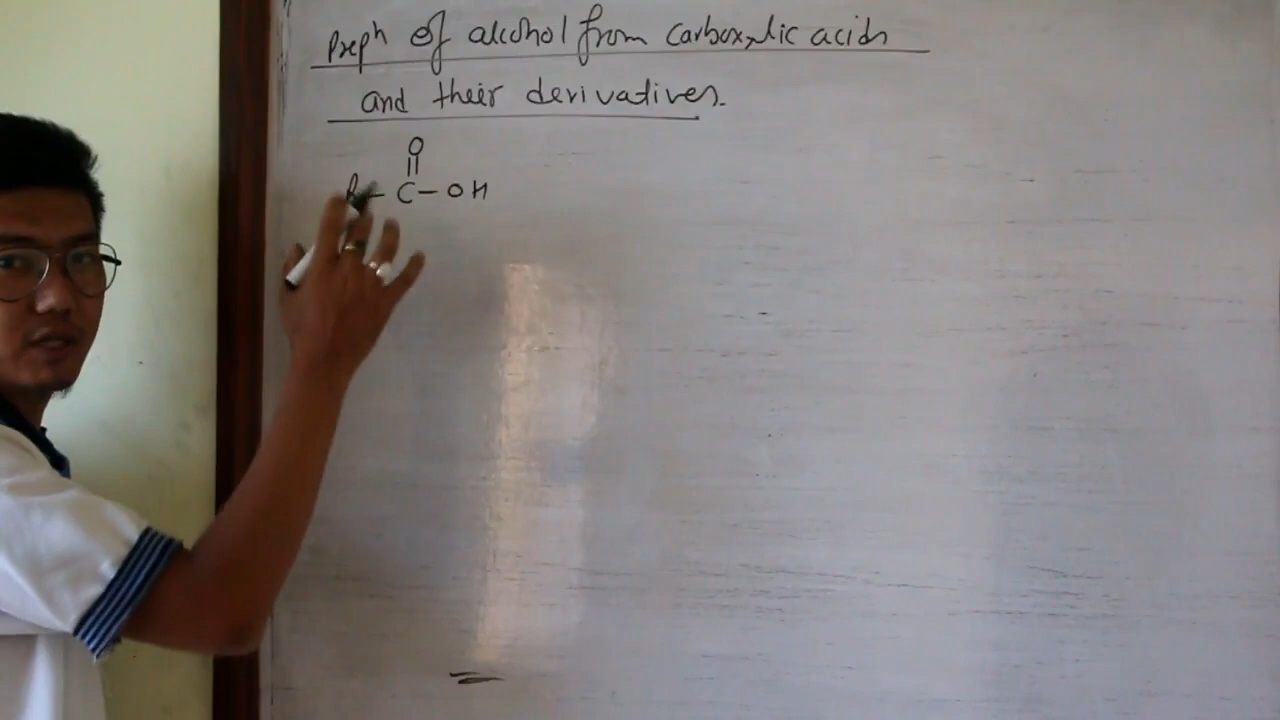 Prepn of alcohol from carboxylic acids
and their derivatives.
O
||
R - C - OH